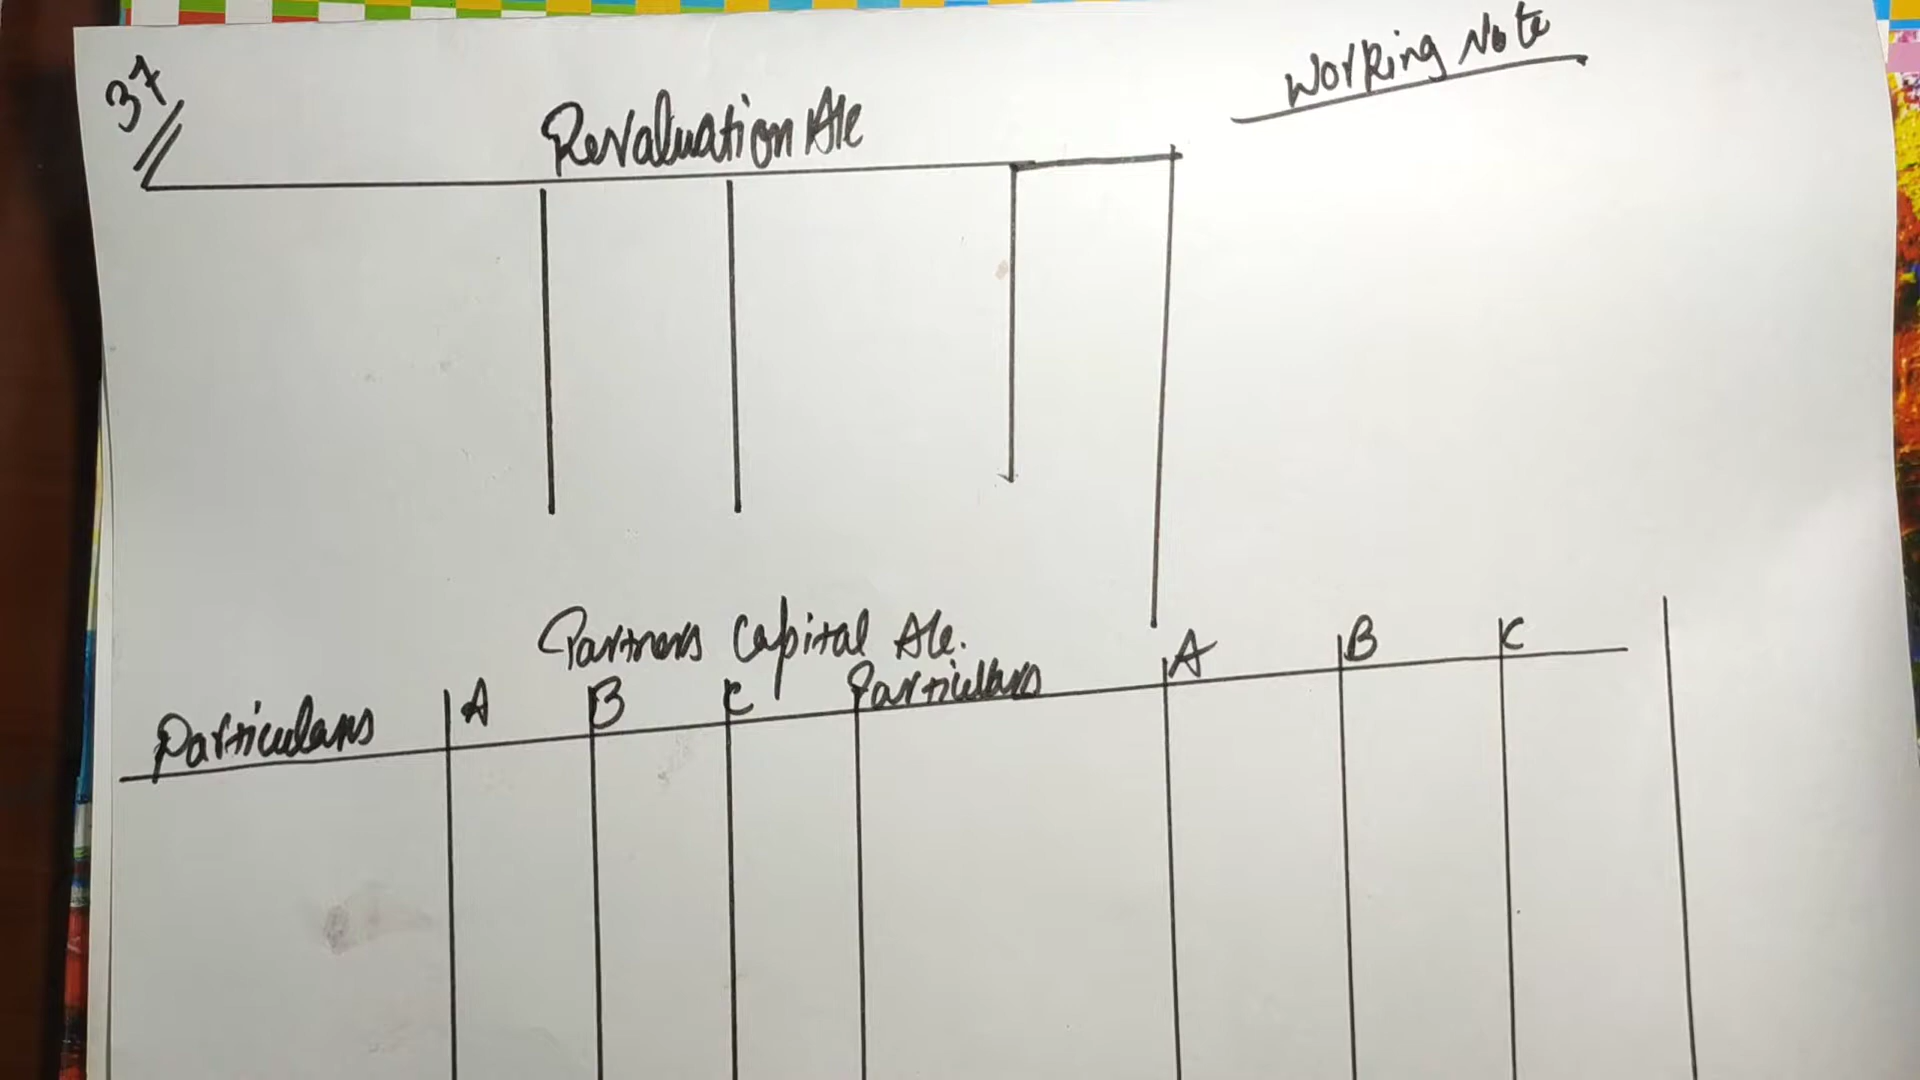 37
Working Note
Revaluation A/c
Partners Capital A/c.
Particulars A B C Particulars A B C